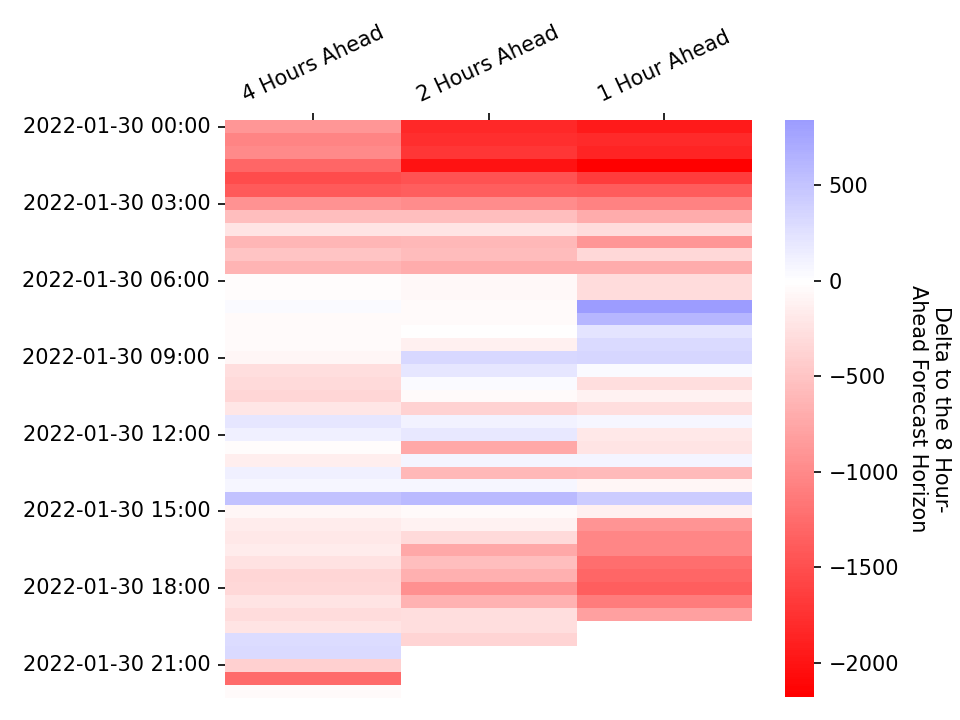 4 Hours Ahead
2 Hours Ahead
1 Hour Ahead
2022-01-30 00:00
2022-01-30 03:00
2022-01-30 06:00
2022-01-30 09:00
2022-01-30 12:00
2022-01-30 15:00
2022-01-30 18:00
2022-01-30 21:00
500
0
−500
−1000
−1500
−2000
Delta to the 8 Hour-
Ahead Forecast Horizon